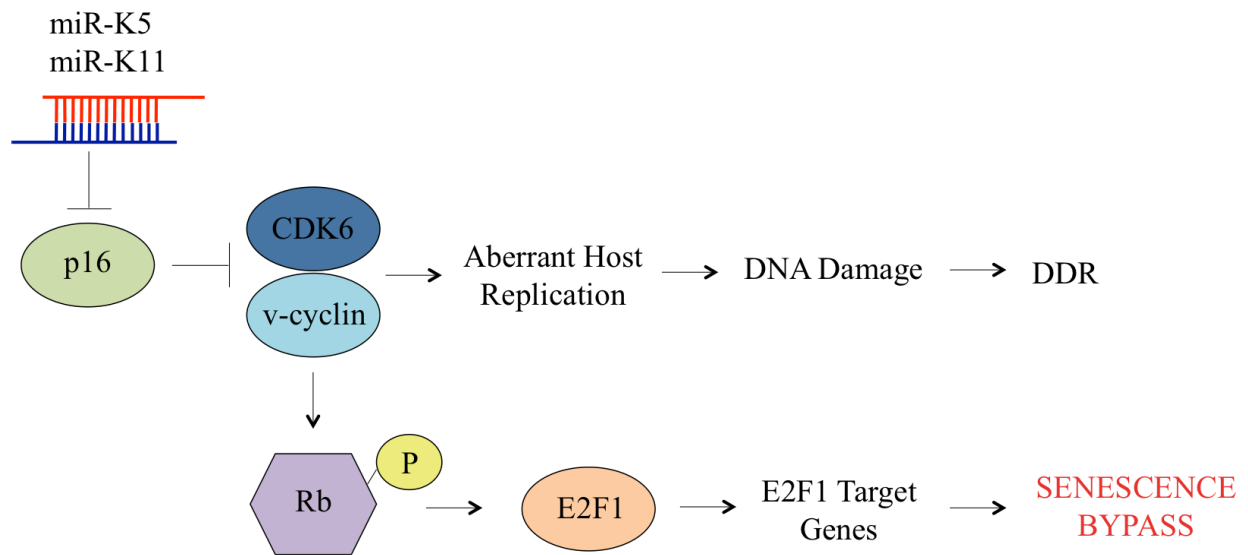 miR-K5
miR-K11
p16
CDK6
v-cyclin
Aberrant Host
Replication
DNA Damage
DDR
Rb
P
E2F1
E2F1 Target
Genes
SENESCENCE
BYPASS